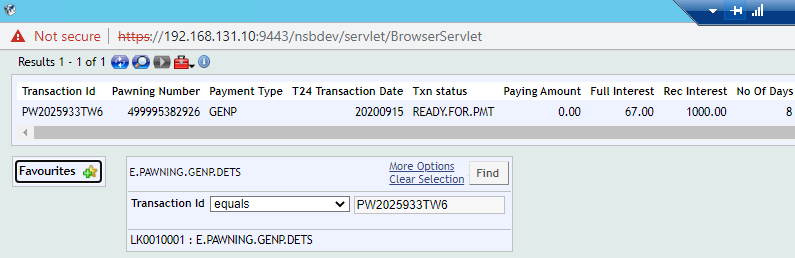 Not secure https://192.168.131.10:9443/nsbdev/servlet/BrowserServlet
Results 1 - 1 of 1
Transaction Id Pawning Number Payment Type T24 Transaction Date Txn status Paying Amount Full Interest Rec Interest No Of Days
PW2025933TW6 499995382926 GENP 20200915 READY.FOR.PMT 0.00 67.00 1000.00 8
Favourites
E.PAWNING.GENP.DETS
More Options
Clear Selection
Find
Transaction Id equals PW2025933TW6
LK0010001 : E.PAWNING.GENP.DETS